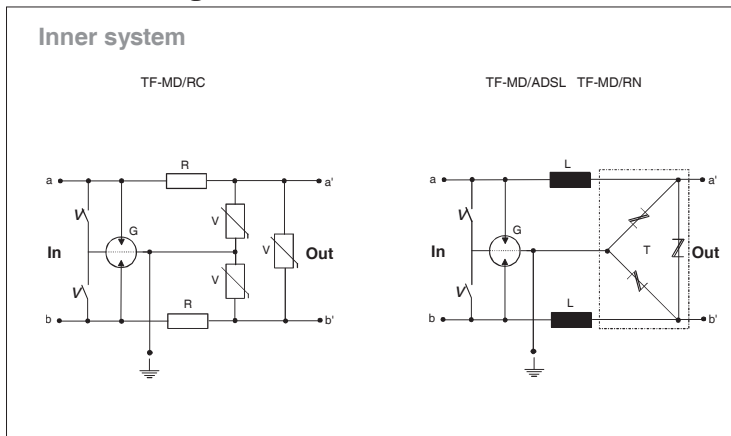 Inner system
TF-MD/RC
TF-MD/ADSL TF-MD/RN
R
a
a'
G
V
V
V
In
Out
R
b
b'
L
a
a'
G
T
In
Out
L
b
b'